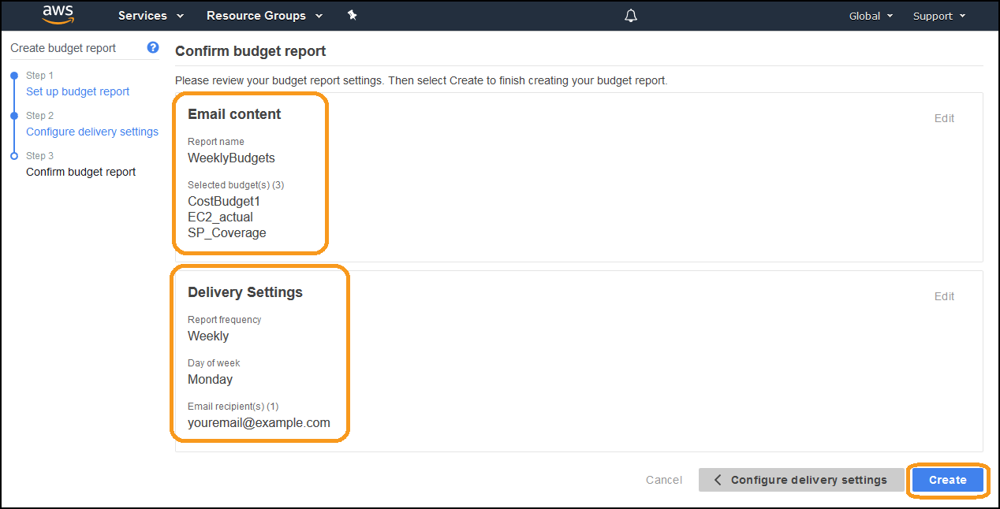 aws Services Resource Groups Global Support
Create budget report ?
Step 1
Set up budget report
Step 2
Configure delivery settings
Step 3
Confirm budget report
Confirm budget report
Please review your budget report settings. Then select Create to finish creating your budget report.
Email content
Edit
Report name
WeeklyBudgets
Selected budget(s) (3)
CostBudget1
EC2_actual
SP_Coverage
Delivery Settings
Edit
Report frequency
Weekly
Day of week
Monday
Email recipient(s) (1)
youremail@example.com
Cancel Configure delivery settings Create